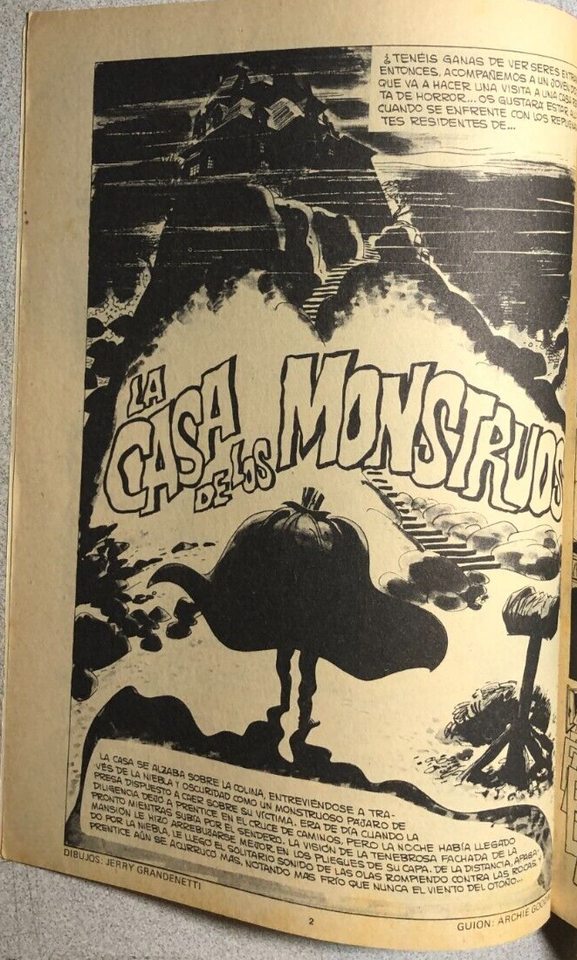 ¿TENÉIS ganas de ver seres
ENTONCES, ACOMPAÑEMOS A UN JOVEN
QUE VA A HACER UNA VISITA A UNA CASA
TA DE HORROR... OS GUSTARA ESTAR
CUANDO SE ENFRENTE CON LOS
TES RESIDENTES DE...
LA
CASA
DE LOS
MONSTRUOS
LA CASA SE ALZABA SOBRE LA COLINA, ENTREVIÉNDOSE A TRA-
VÉS DE LA NIEBLA Y OSCURIDAD COMO UN MONSTRUOSO PÁJARO DE
PRESA DISPUESTO A CAER SOBRE SU VÍCTIMA. ERA DE DÍA CUANDO LA
DILIGENCIA DEJÓ A PRENTICE EN EL CRUCE DE CAMINOS, PERO LA NOCHE HABÍA LLEGADO
PRONTO MIENTRAS SUBÍA POR EL SENDERO. LA VISIÓN DE LA TENEBROSA FACHADA DE LA
MANSIÓN LE HIZO ARREBUJARSE MEJOR EN LOS PLIEGUES DE SU CAPA. DE LA DISTANCIA, APAGA-
DO POR LA NIEBLA, LE LLEGÓ EL SOLITARIO SONIDO DE LAS OLAS ROMPIENDO CONTRA LAS ROCAS.
PRENTICE AÚN SE ACURRUCÓ MAS, NOTANDO MAS FRÍO QUE NUNCA EL VIENTO DEL OTOÑO...
DIBUJOS: JERRY GRANDENETTI
2
GUION: ARCHIE